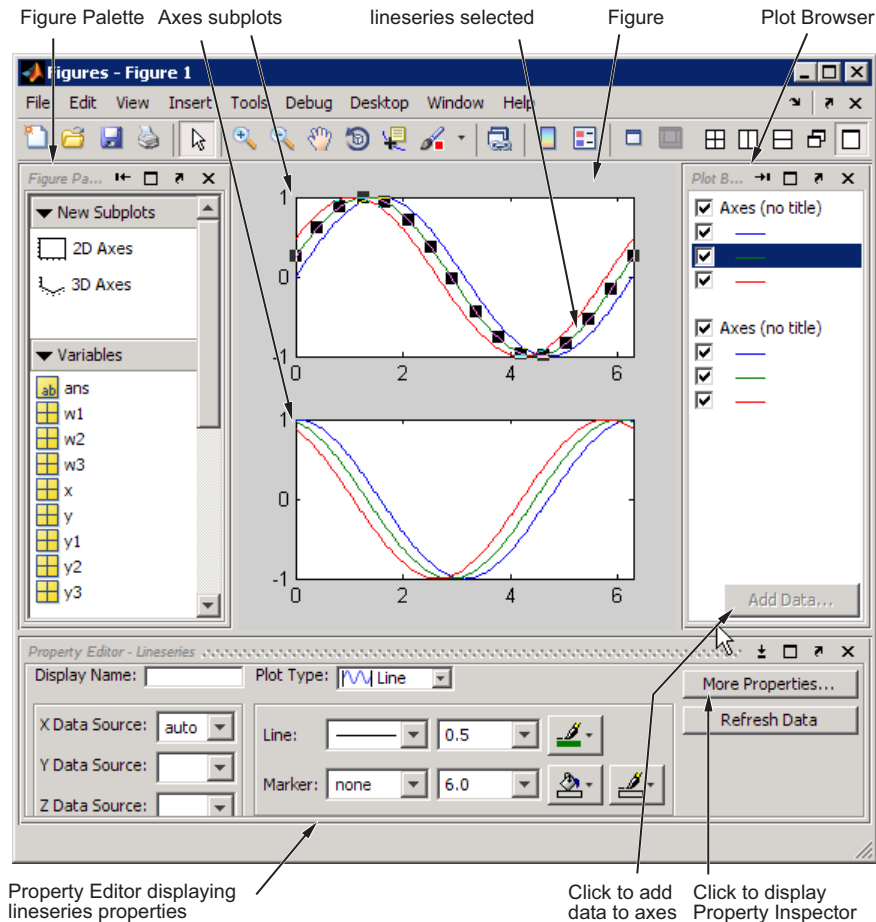 Figure Palette Axes subplots lineseries selected Figure Plot Browser
Figures - Figure 1
File Edit View Insert Tools Debug Desktop Window Help
Figure Pa...
New Subplots
2D Axes
3D Axes
Variables
ab ans
w1
w2
w3
x
y
y1
y2
y3
1
0
-1
0 2 4 6
1
0
-1
0 2 4 6
Plot B...
Axes (no title)
Axes (no title)
Add Data...
Property Editor - Lineseries
Display Name: Plot Type: Line
More Properties...
Refresh Data
X Data Source: auto
Y Data Source:
Z Data Source:
Line: 0.5
Marker: none 6.0
Property Editor displaying
lineseries properties
Click to add
data to axes
Click to display
Property Inspector